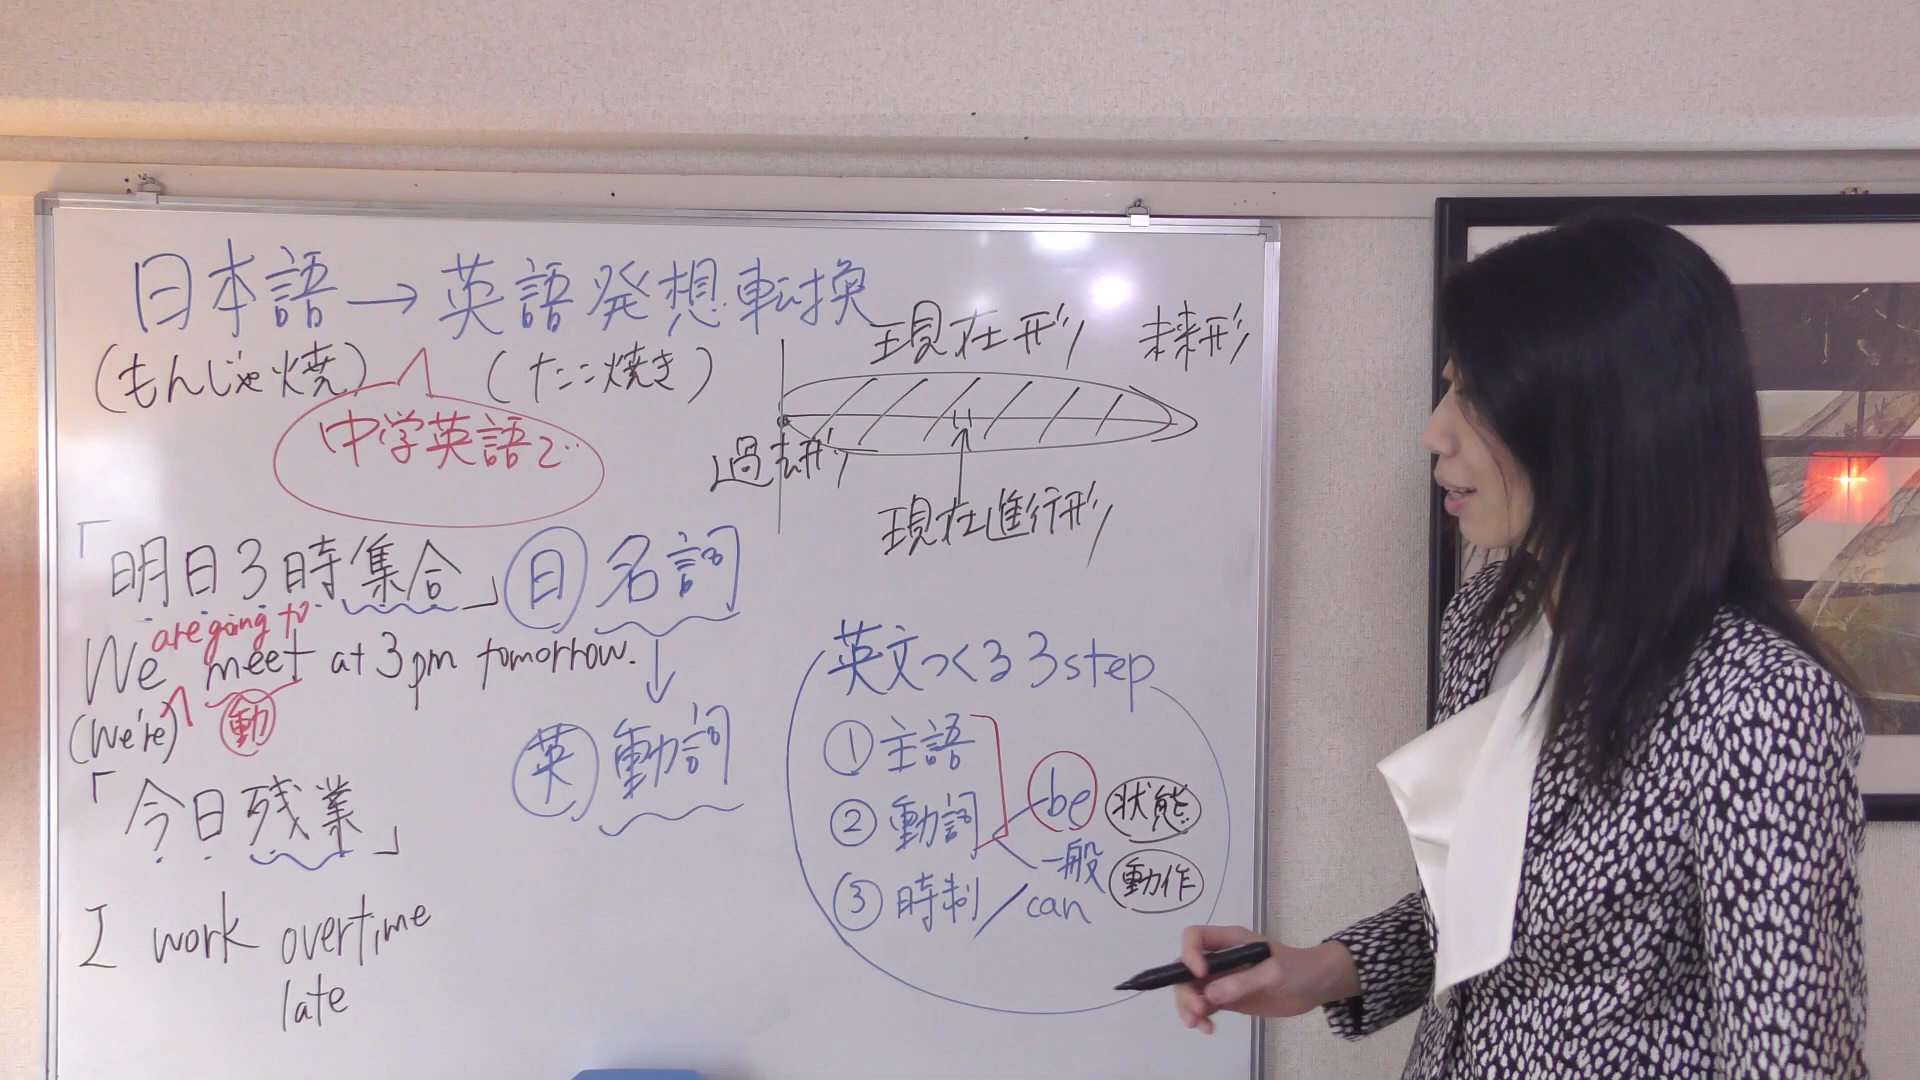 日本語→英語発想転換
(もんじゃ焼) (たこ焼き)
中学英語で
現在形 未来形
過去形
現在進行形
「明日3時集合」 日 名詞
are going to
We meet at 3pm tomorrow.
(We're) 動
英 動詞
「今日残業」
I work overtime
late
英文つくる3step
① 主語
② 動詞 be 状態
一般 動作
③ 時制/can